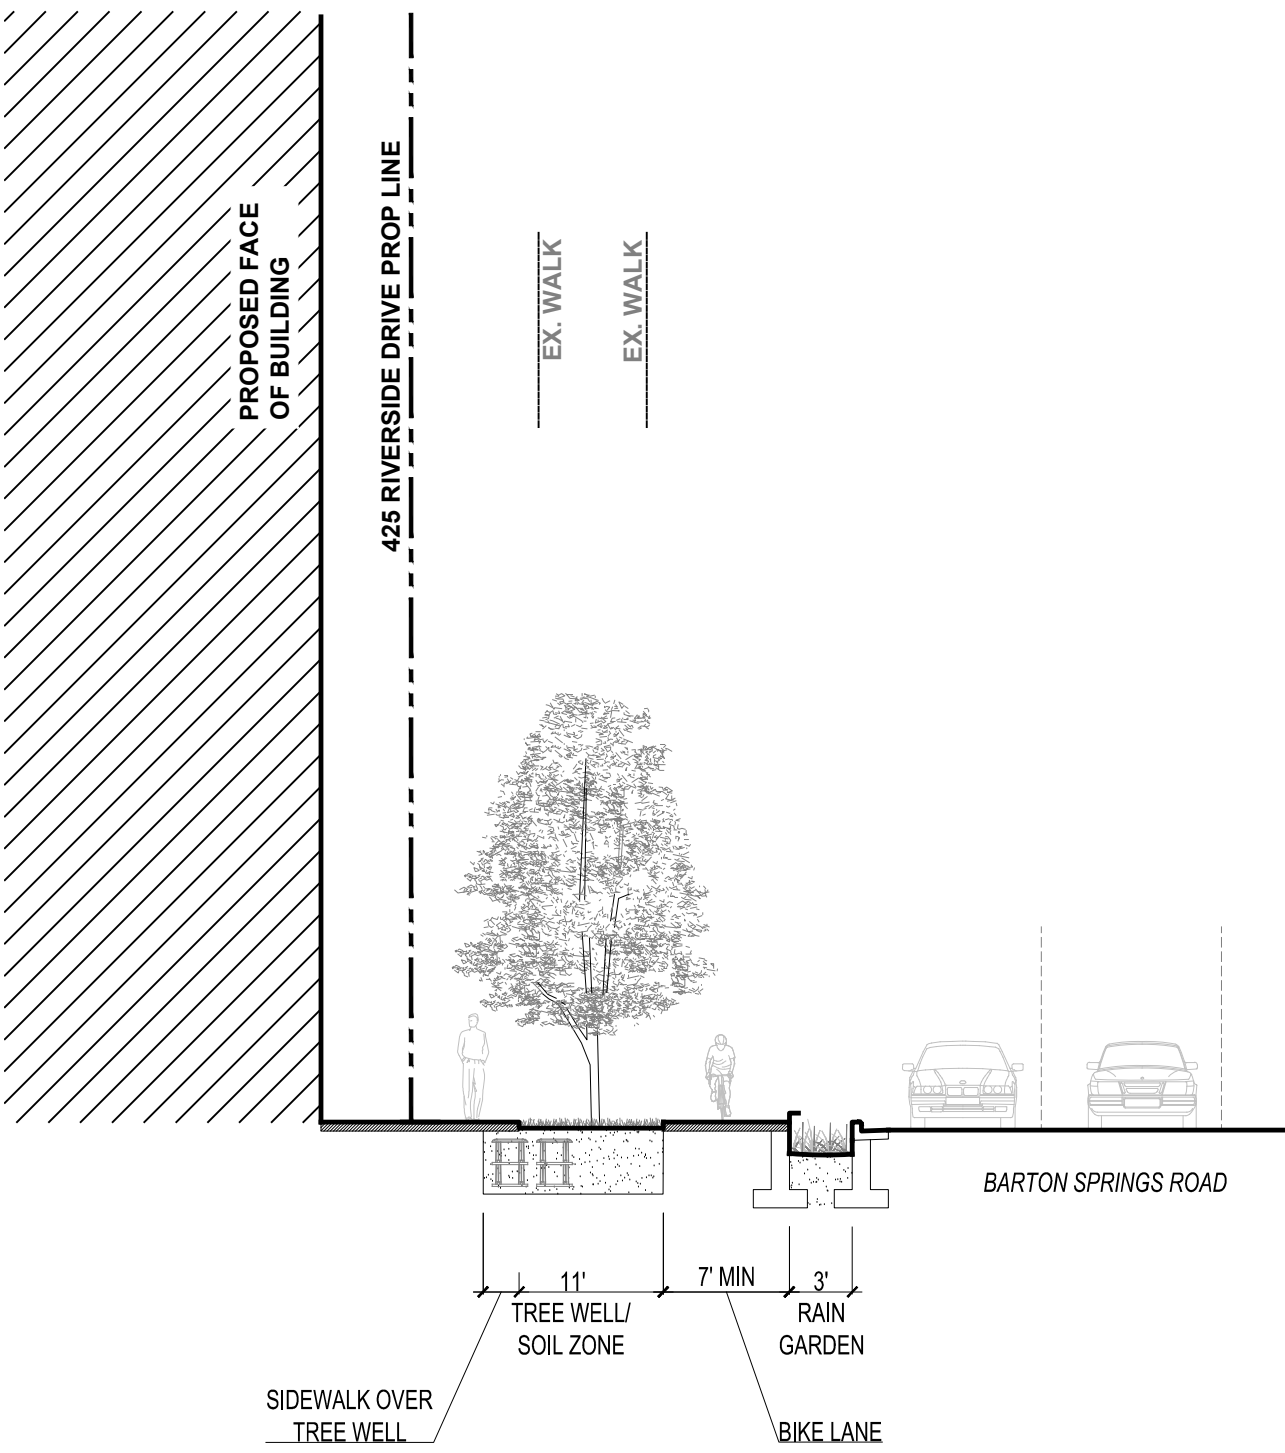 PROPOSED FACE
OF BUILDING
425 RIVERSIDE DRIVE PROP LINE
EX. WALK
EX. WALK
BARTON SPRINGS ROAD
11'
TREE WELL/
SOIL ZONE
7' MIN
3'
RAIN
GARDEN
SIDEWALK OVER
TREE WELL
BIKE LANE